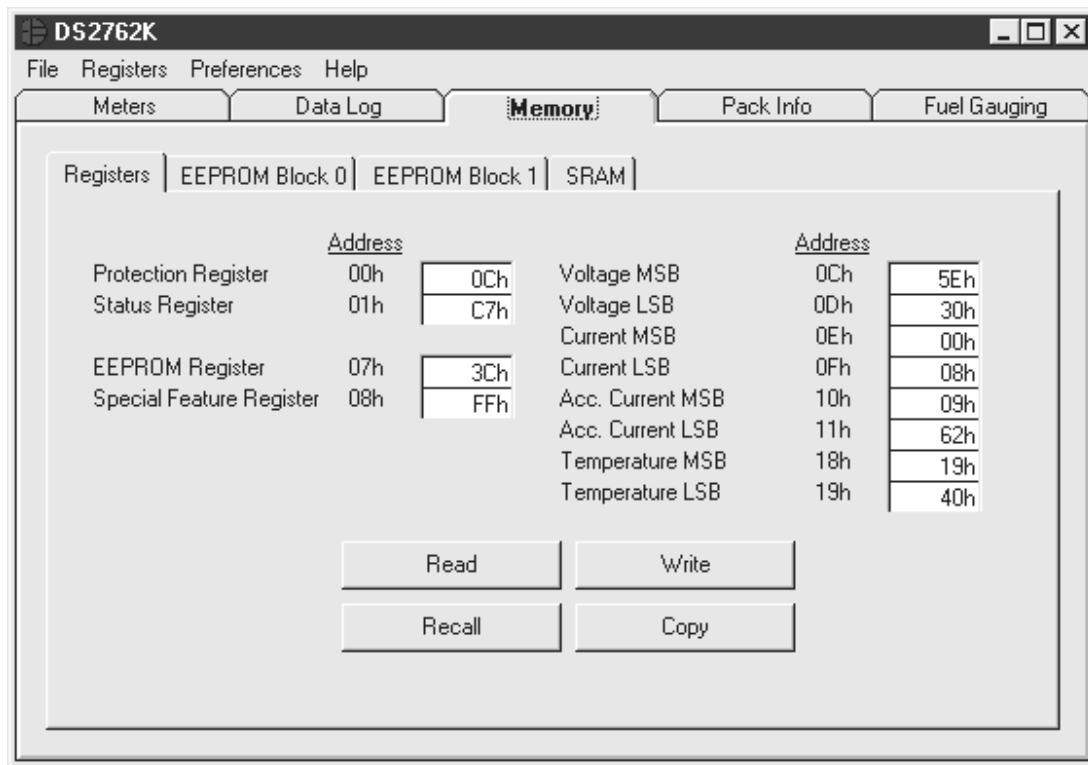 DS2762K
File Registers Preferences Help
Meters Data Log Memory Pack Info Fuel Gauging
Registers EEPROM Block 0 EEPROM Block 1 SRAM
Address Address
Protection Register 00h 0Ch Voltage MSB 0Ch 5Eh
Status Register 01h C7h Voltage LSB 0Dh 30h
Current MSB 0Eh 00h
EEPROM Register 07h 3Ch Current LSB 0Fh 08h
Special Feature Register 08h FFh Acc. Current MSB 10h 09h
Acc. Current LSB 11h 62h
Temperature MSB 18h 19h
Temperature LSB 19h 40h
Read Write
Recall Copy